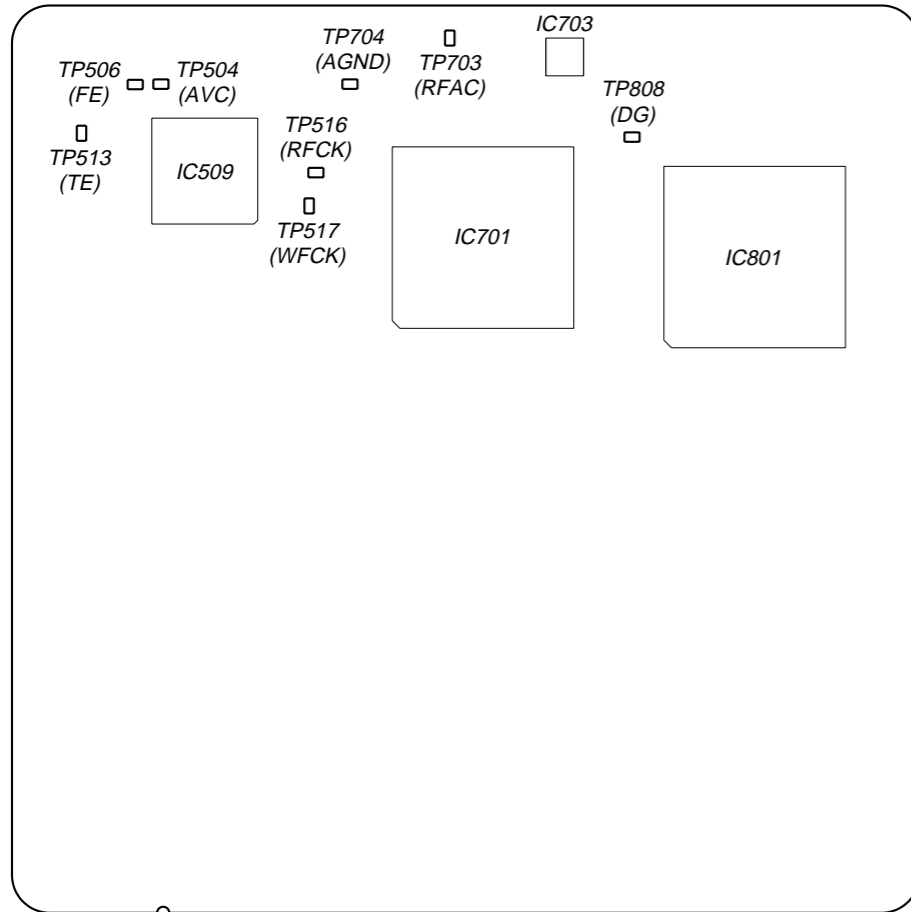 TP704
(AGND)
TP703
(RFAC)
IC703
TP506
(FE)
TP504
(AVC)
TP808
(DG)
TP513
(TE)
IC509
TP516
(RFCK)
TP517
(WFCK)
IC701
IC801